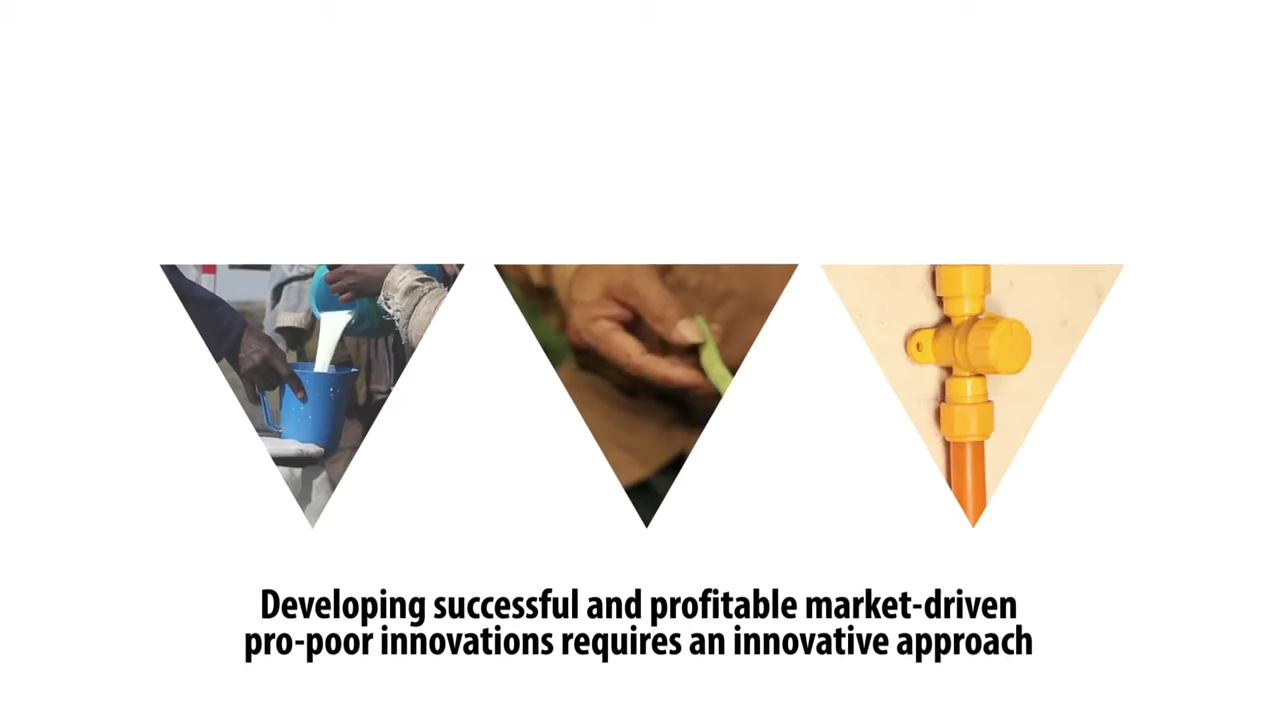 Developing successful and profitable market-driven
pro-poor innovations requires an innovative approach